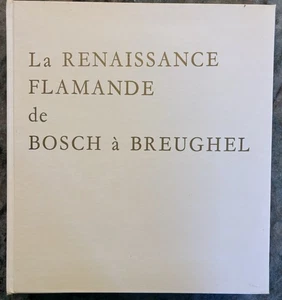 La RENAISSANCE
FLAMANDE
de
BOSCH à BREUGHEL